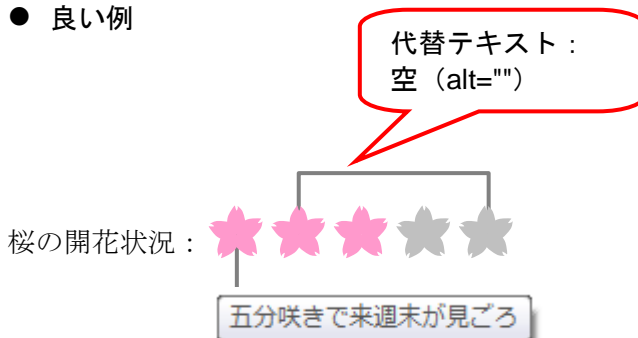 ● 良い例
代替テキスト：
空（alt=""）
桜の開花状況：
五分咲きで来週末が見ごろ